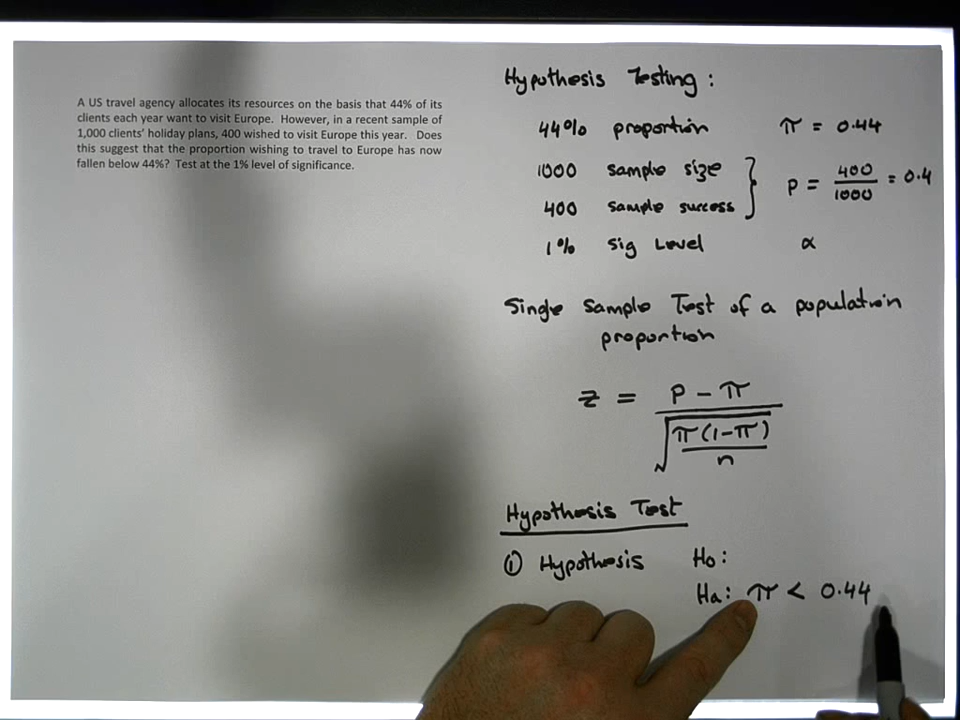 A US travel agency allocates its resources on the basis that 44% of its
clients each year want to visit Europe. However, in a recent sample of
1,000 clients' holiday plans, 400 wished to visit Europe this year. Does
this suggest that the proportion wishing to travel to Europe has now
fallen below 44%? Test at the 1% level of significance.
Hypothesis Testing :
44% proportion π = 0.44
1000 sample size
400 sample success
P = 400/1000 = 0.4
1% Sig Level α
Single Sample Test of a population
proportion
z = P - π / √(π(1-π)/n)
Hypothesis Test
① Hypothesis Ho:
Ha: π < 0.44